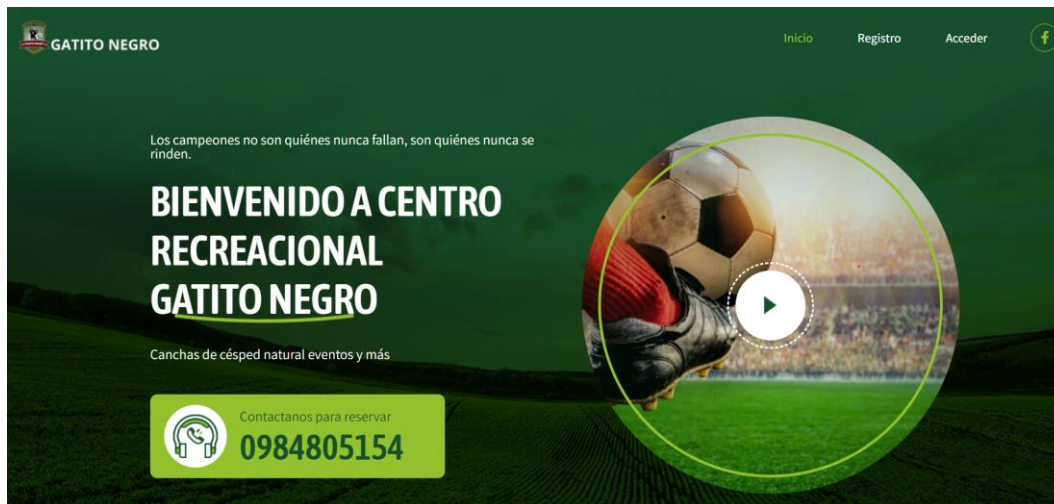 GATITO NEGRO
Inicio Registro Acceder
Los campeones no son quiénes nunca fallan, son quiénes nunca se
rinden.
BIENVENIDO A CENTRO
RECREACIONAL
GATITO NEGRO
Canchas de césped natural eventos y más
Contactanos para reservar
0984805154